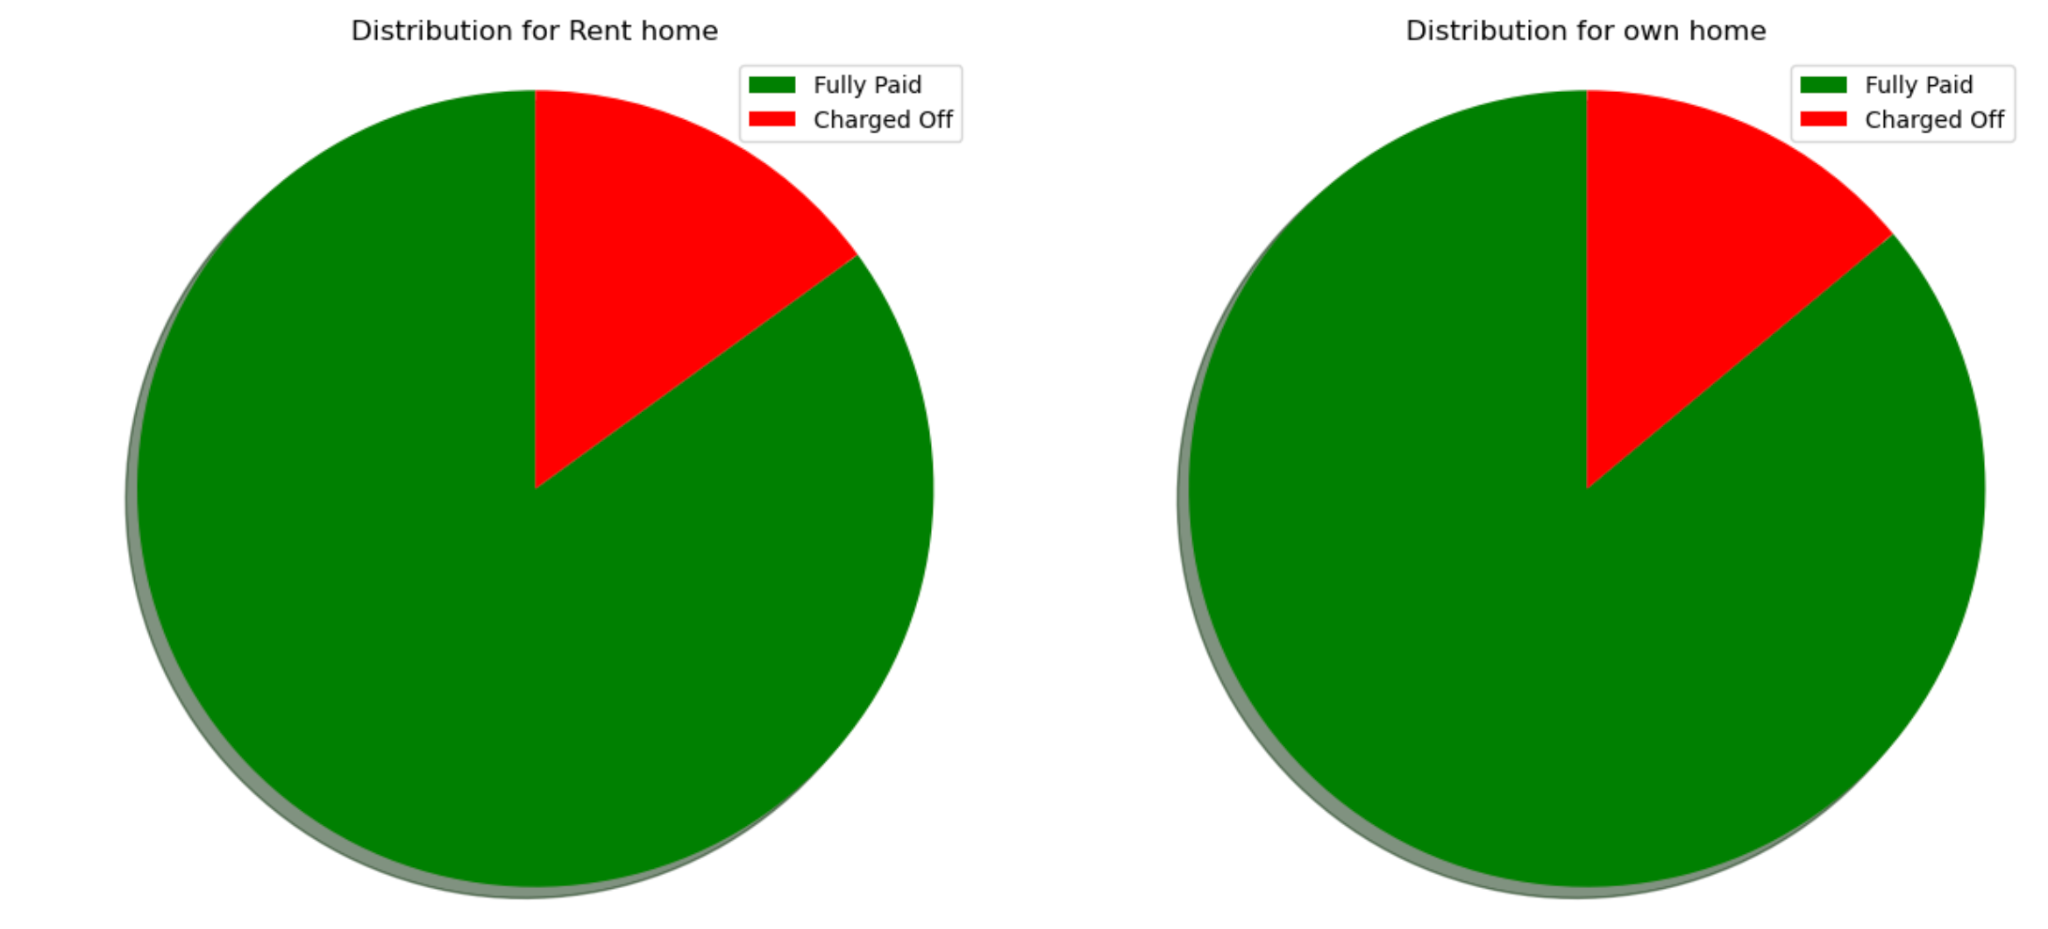 Distribution for Rent home
Fully Paid
Charged Off
Distribution for own home
Fully Paid
Charged Off